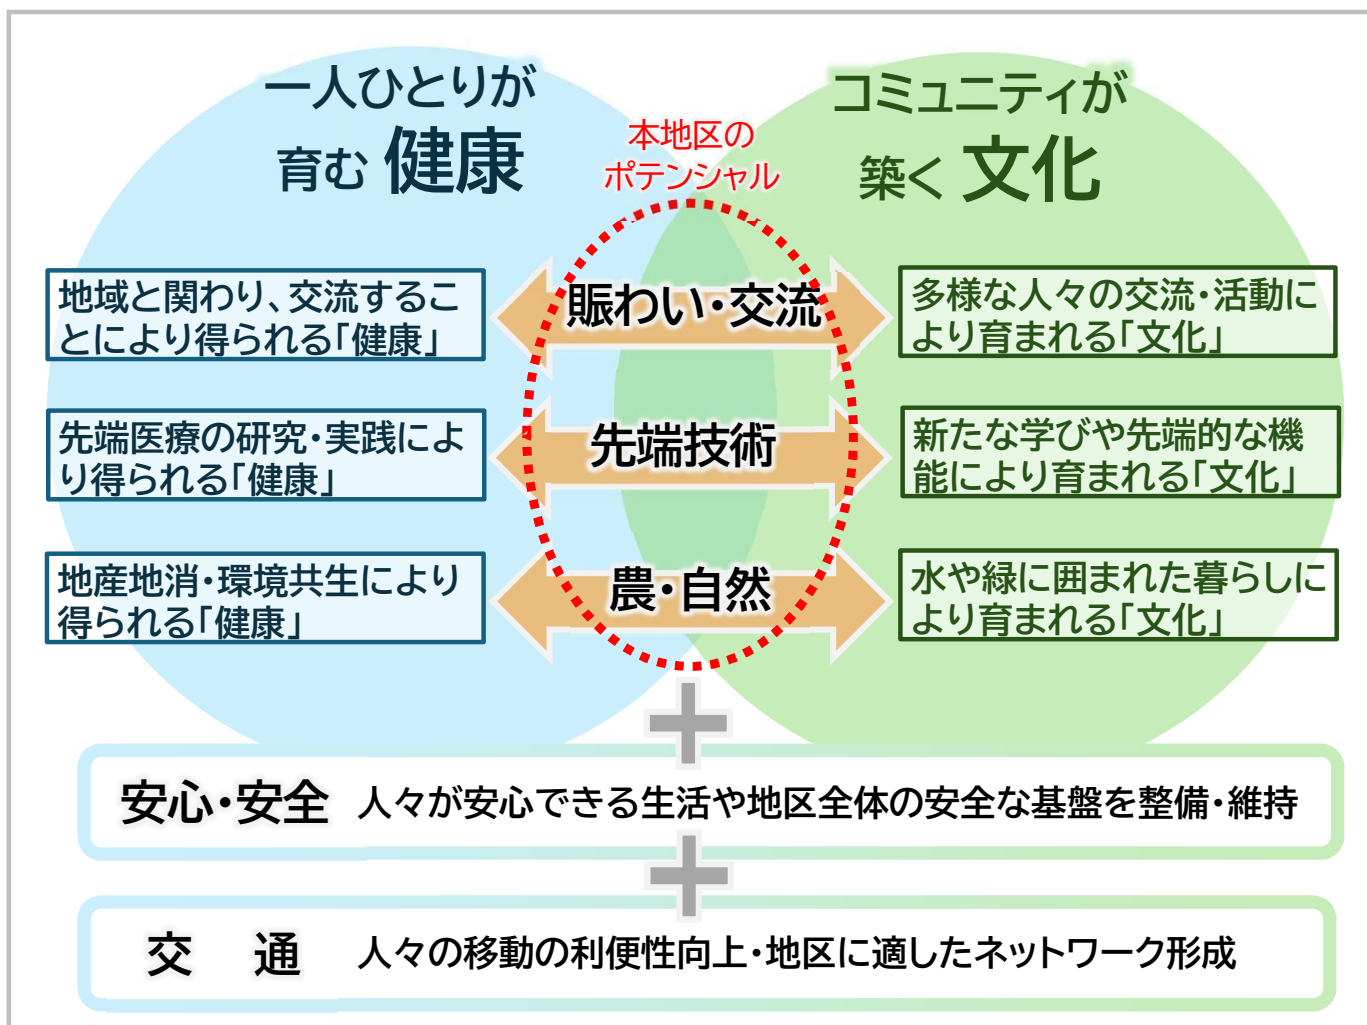 一人ひとりが
育む 健康
コミュニティが
築く 文化
本地区の
ポテンシャル
地域と関わり、交流するこ
とにより得られる「健康」
賑わい・交流
多様な人々の交流・活動に
より育まれる「文化」
先端医療の研究・実践によ
り得られる「健康」
先端技術
新たな学びや先端的な機
能により育まれる「文化」
地産地消・環境共生により
得られる「健康」
農・自然
水や緑に囲まれた暮らしに
より育まれる「文化」
安心・安全 人々が安心できる生活や地区全体の安全な基盤を整備・維持
交　通 人々の移動の利便性向上・地区に適したネットワーク形成